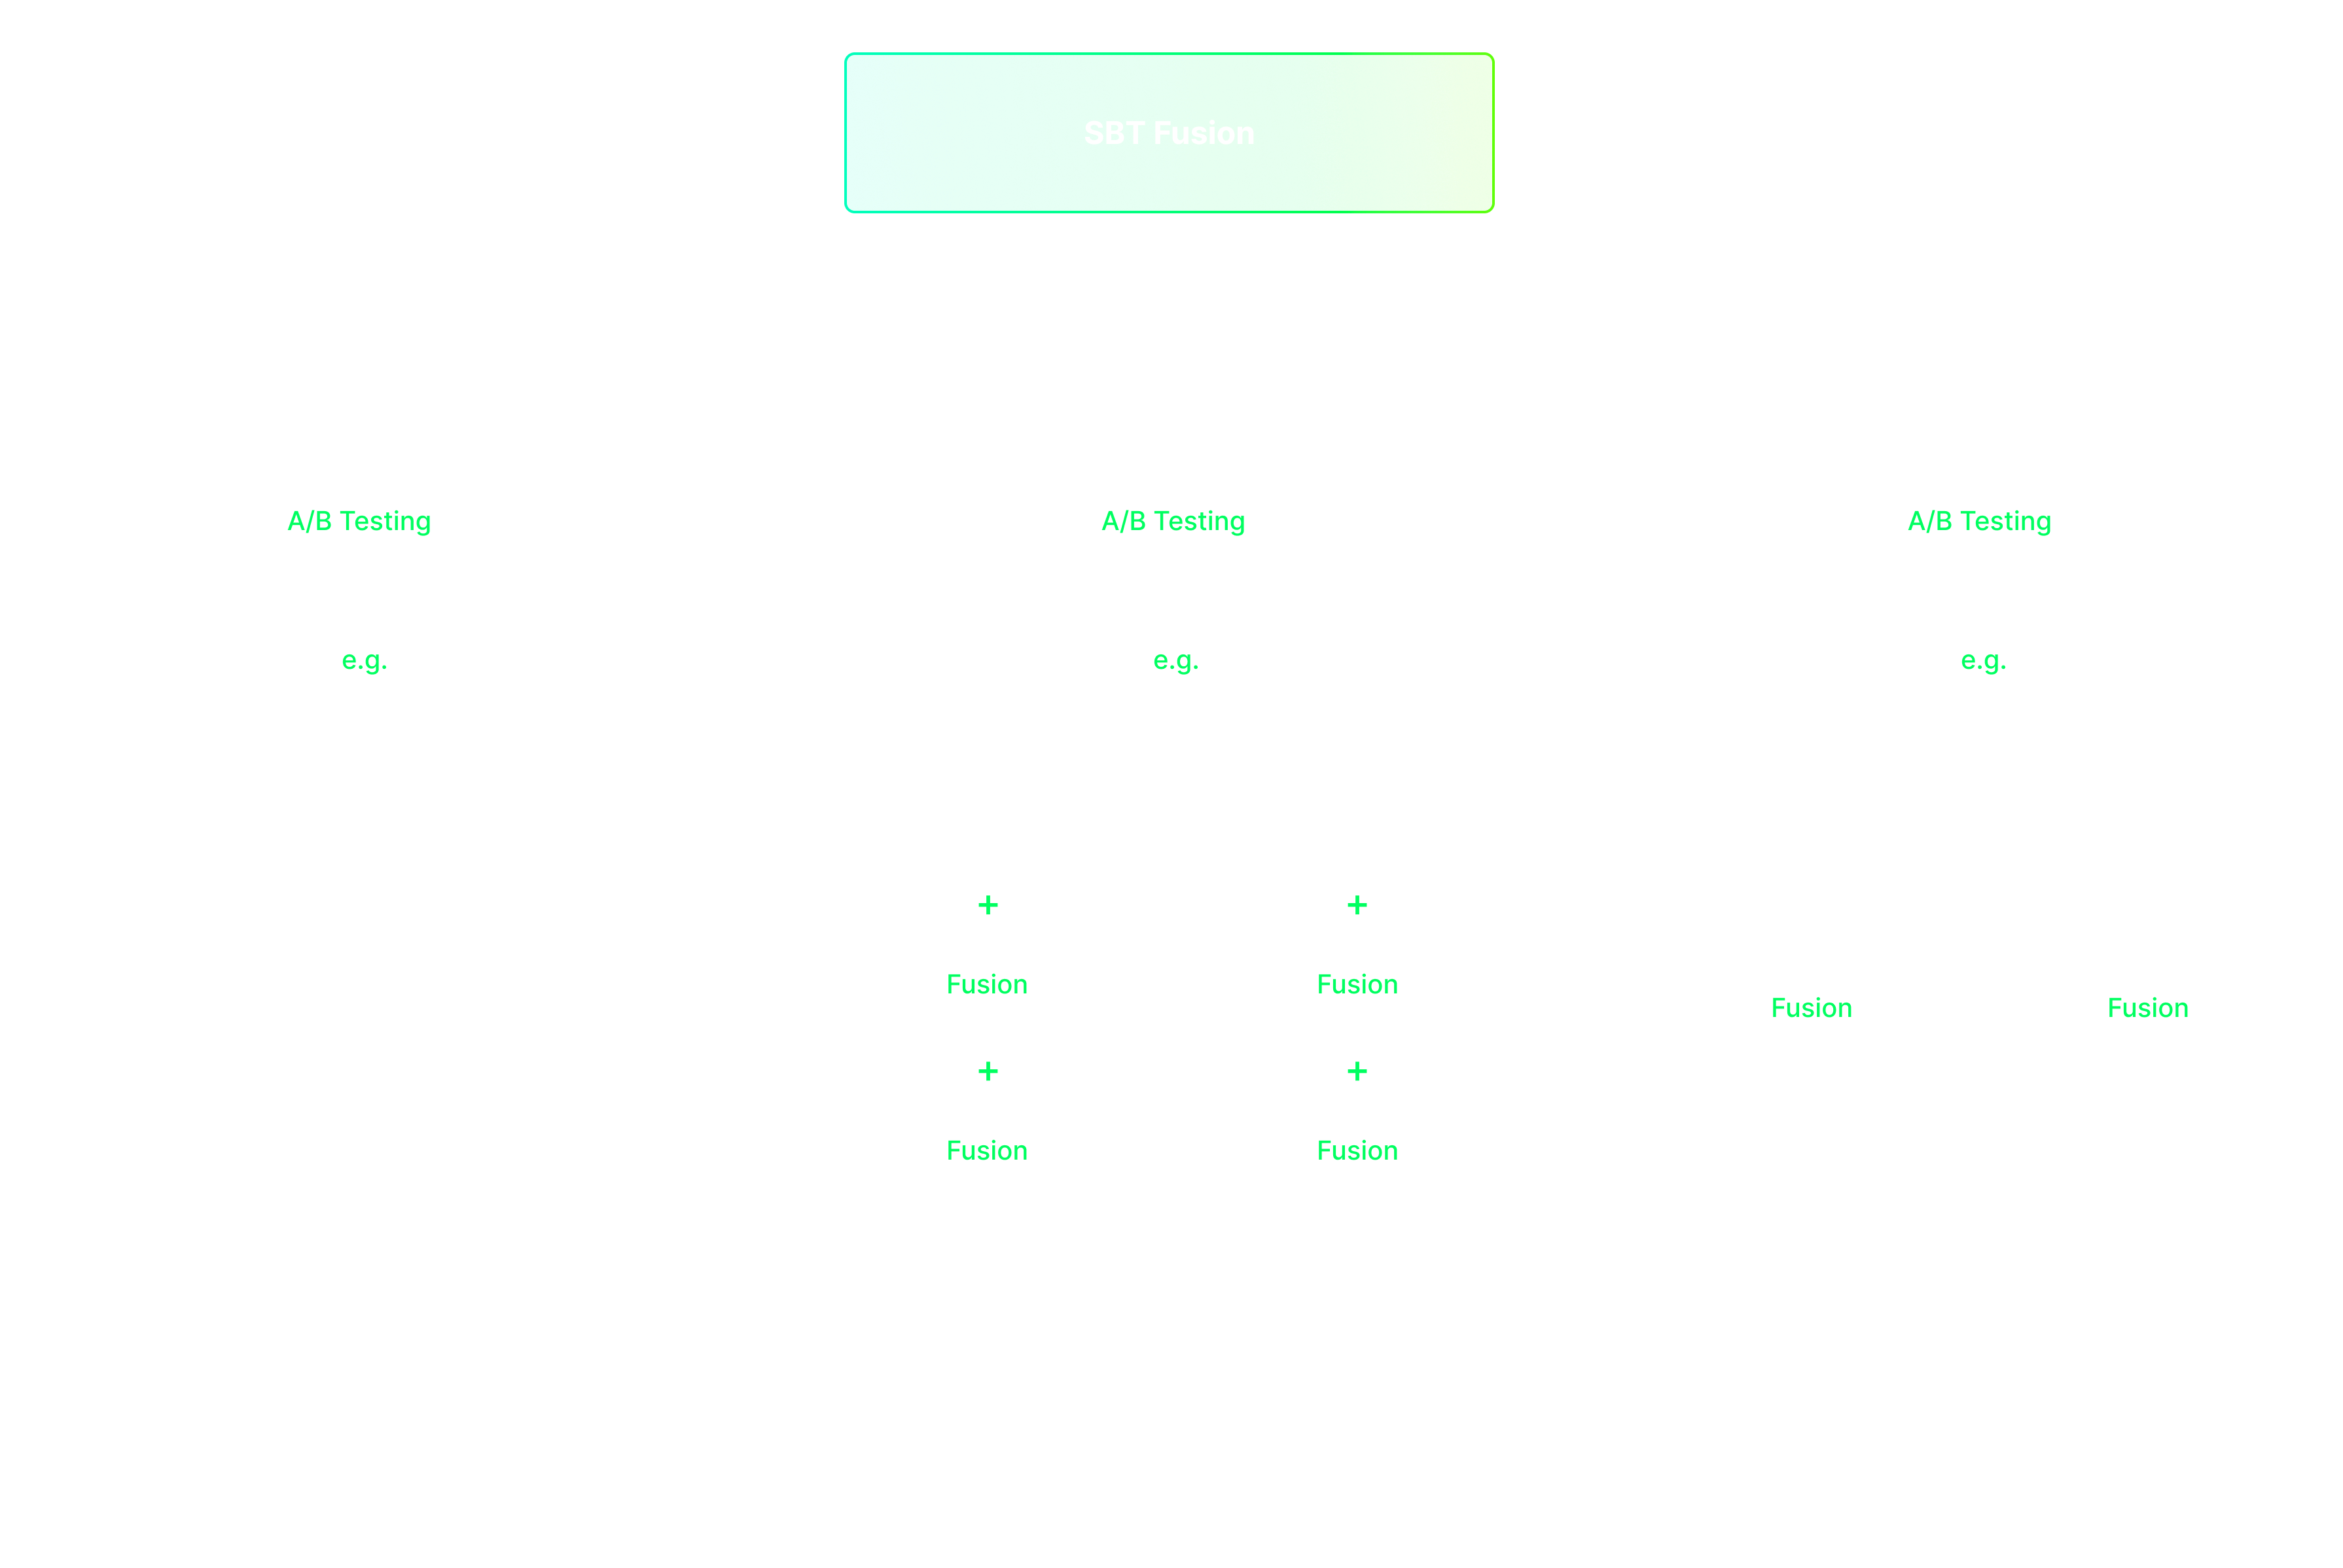 SBT Fusion
A/B Testing A/B Testing A/B Testing
e.g. e.g. e.g.
+ +
Fusion Fusion
Fusion Fusion
+ +
Fusion Fusion